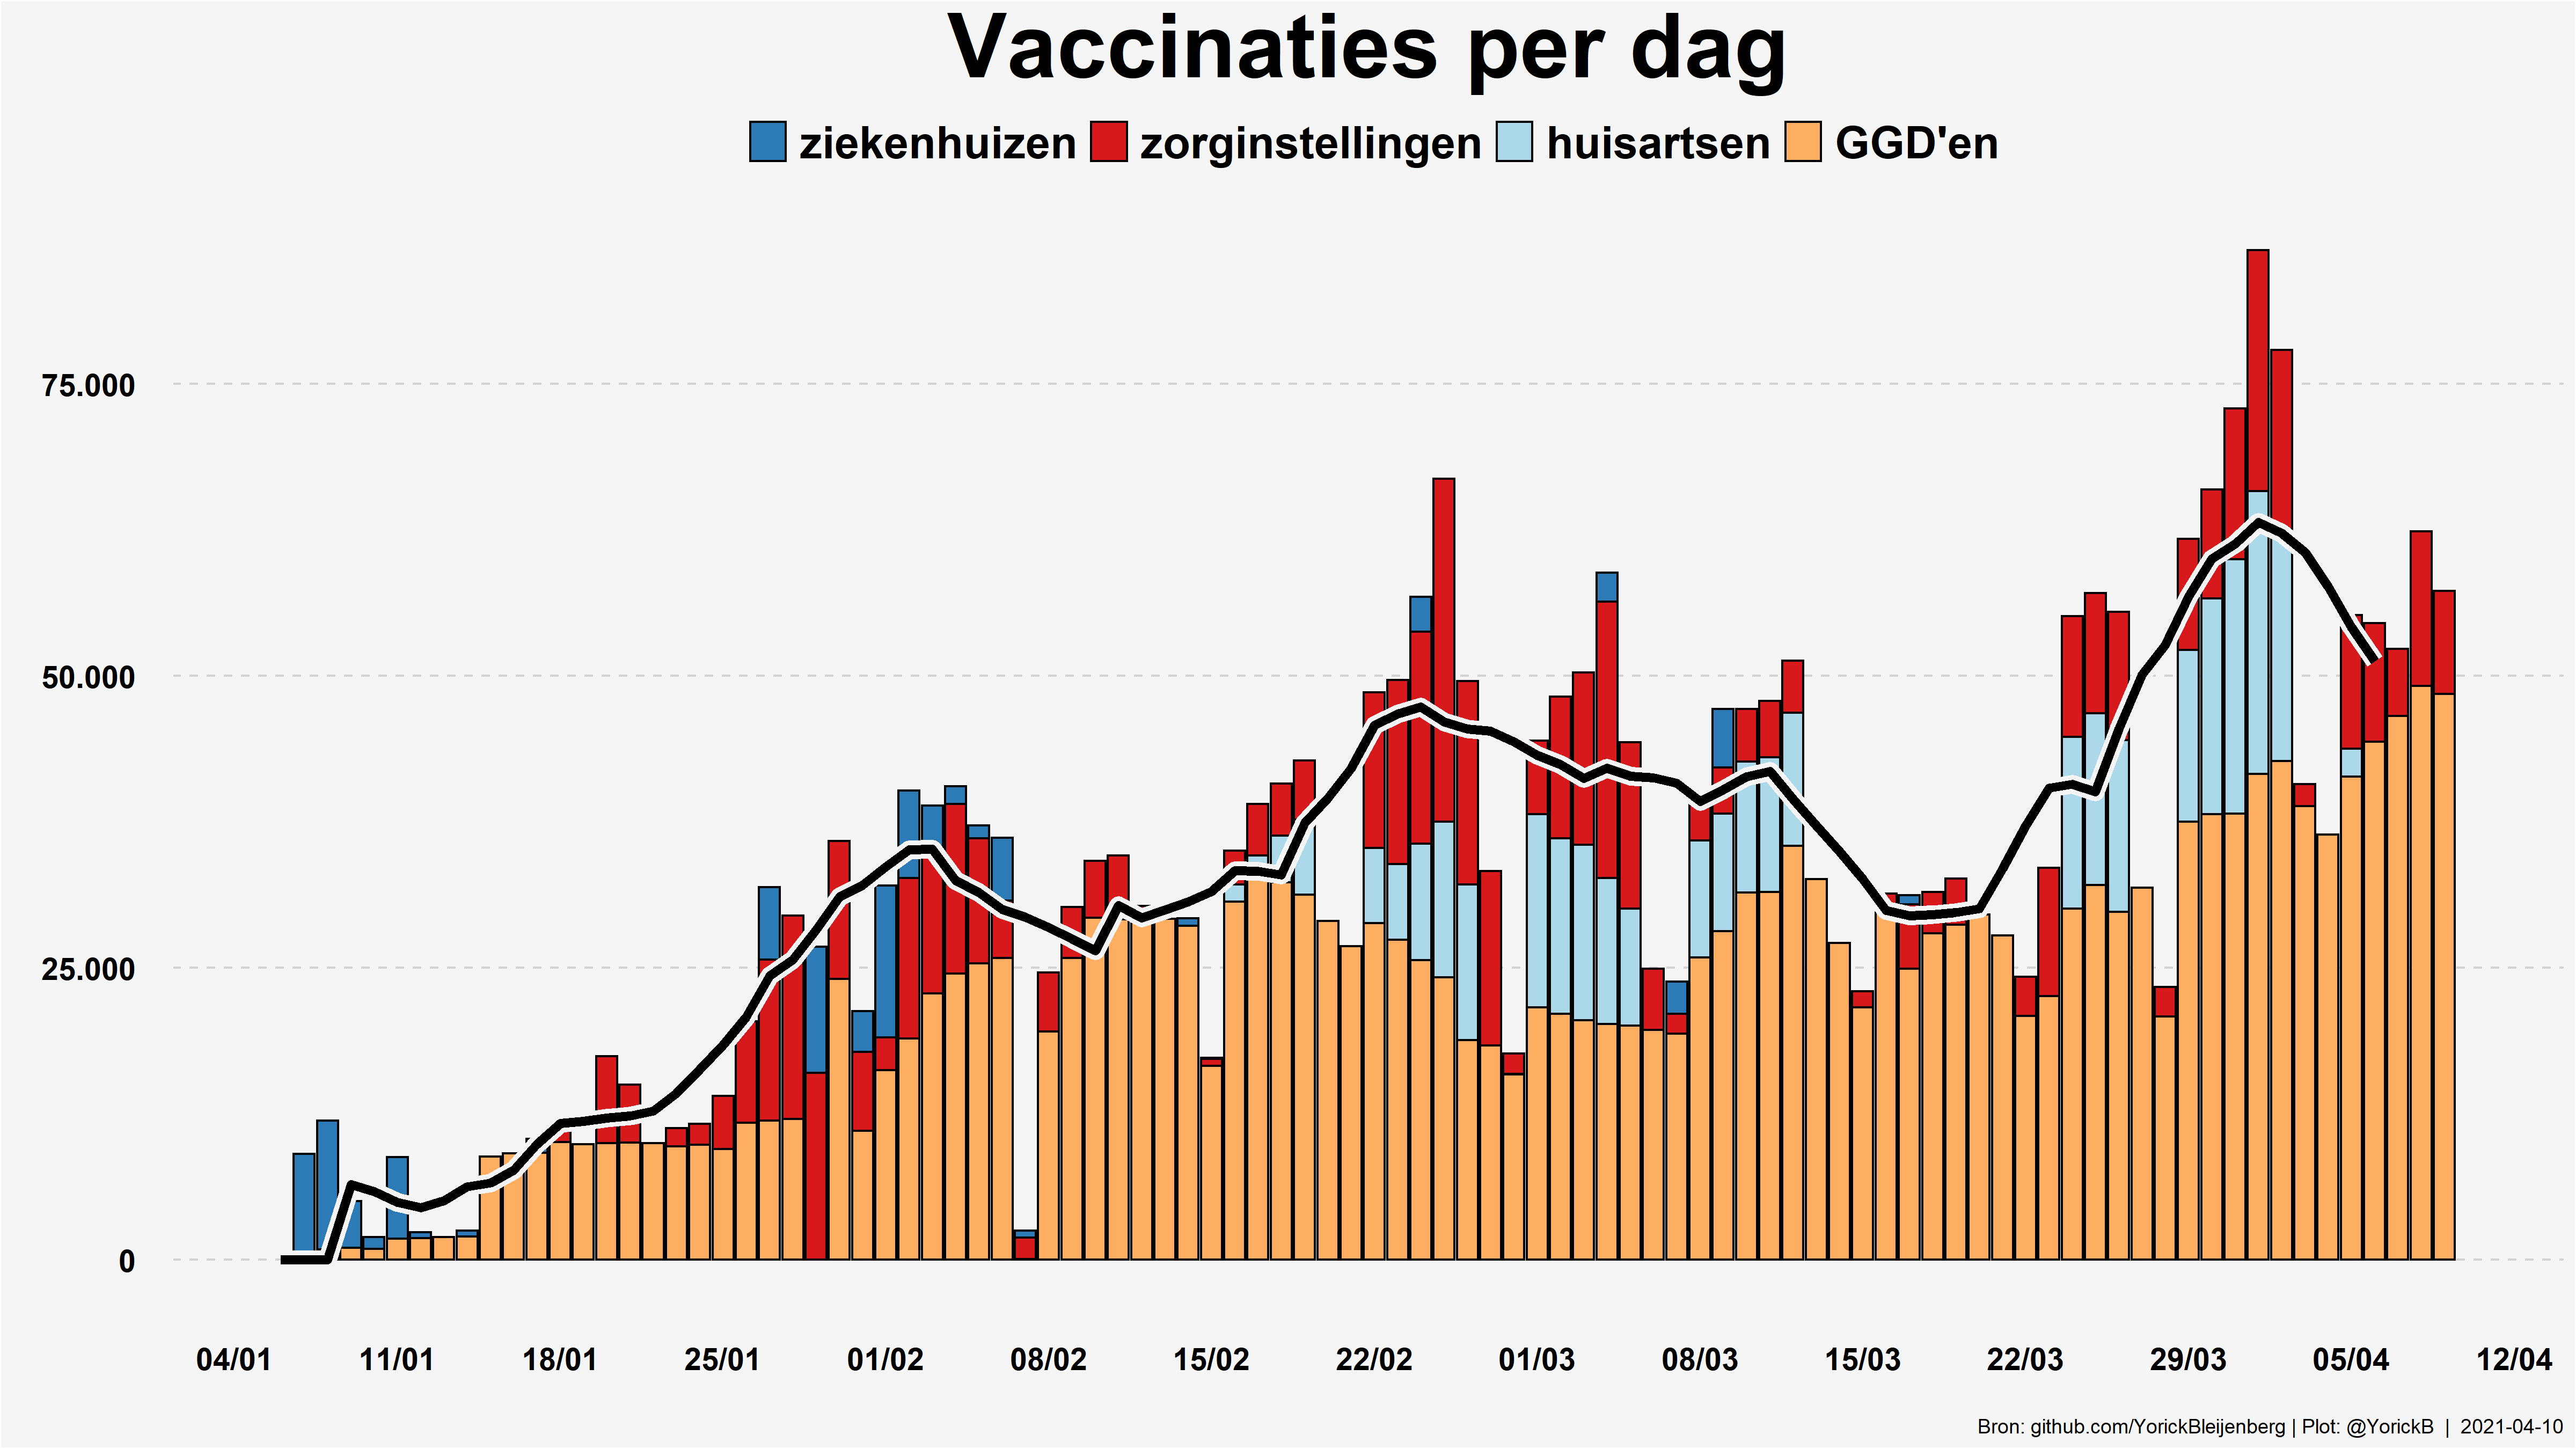 Vaccinaties per dag
ziekenhuizen zorginstellingen huisartsen GGD'en
75.000
50.000
25.000
0
04/01 11/01 18/01 25/01 01/02 08/02 15/02 22/02 01/03 08/03 15/03 22/03 29/03 05/04 12/04
Bron: github.com/YorickBleijenberg | Plot: @YorickB | 2021-04-10